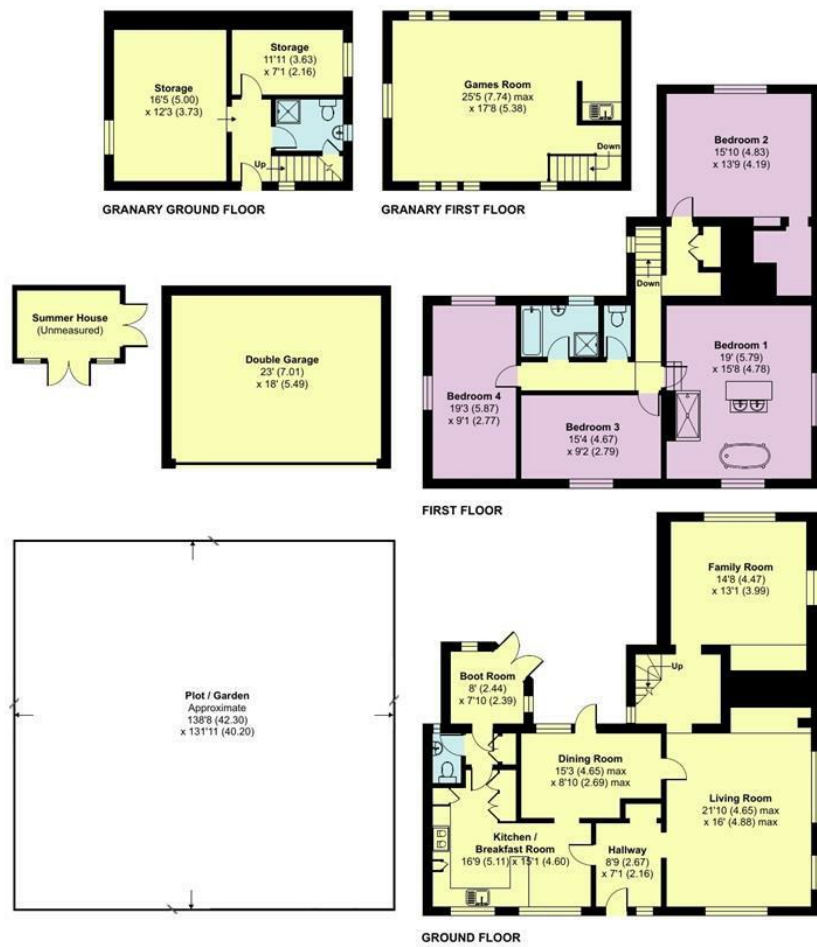 Storage
16'5 (5.00)
x 12'3 (3.73)
Storage
11'11 (3.63)
x 7'1 (2.16)
Up
GRANARY GROUND FLOOR
Games Room
25'5 (7.74) max
x 17'8 (5.38)
Down
GRANARY FIRST FLOOR
Summer House
(Unmeasured)
Double Garage
23' (7.01)
x 18' (5.49)
Bedroom 2
15'10 (4.83)
x 13'9 (4.19)
Down
Bedroom 1
19' (5.79)
x 15'8 (4.78)
Bedroom 4
19'3 (5.87)
x 9'1 (2.77)
Bedroom 3
15'4 (4.67)
x 9'2 (2.79)
FIRST FLOOR
Plot / Garden
Approximate
138'8 (42.30)
x 131'11 (40.20)
Family Room
14'8 (4.47)
x 13'1 (3.99)
Up
Boot Room
8' (2.44)
x 7'10 (2.39)
Dining Room
15'3 (4.65) max
x 8'10 (2.69) max
Living Room
21'10 (4.65) max
x 16' (4.88) max
Kitchen /
Breakfast Room
16'9 (5.11) x 15'1 (4.60)
Hallway
8'9 (2.67)
x 7'1 (2.16)
GROUND FLOOR